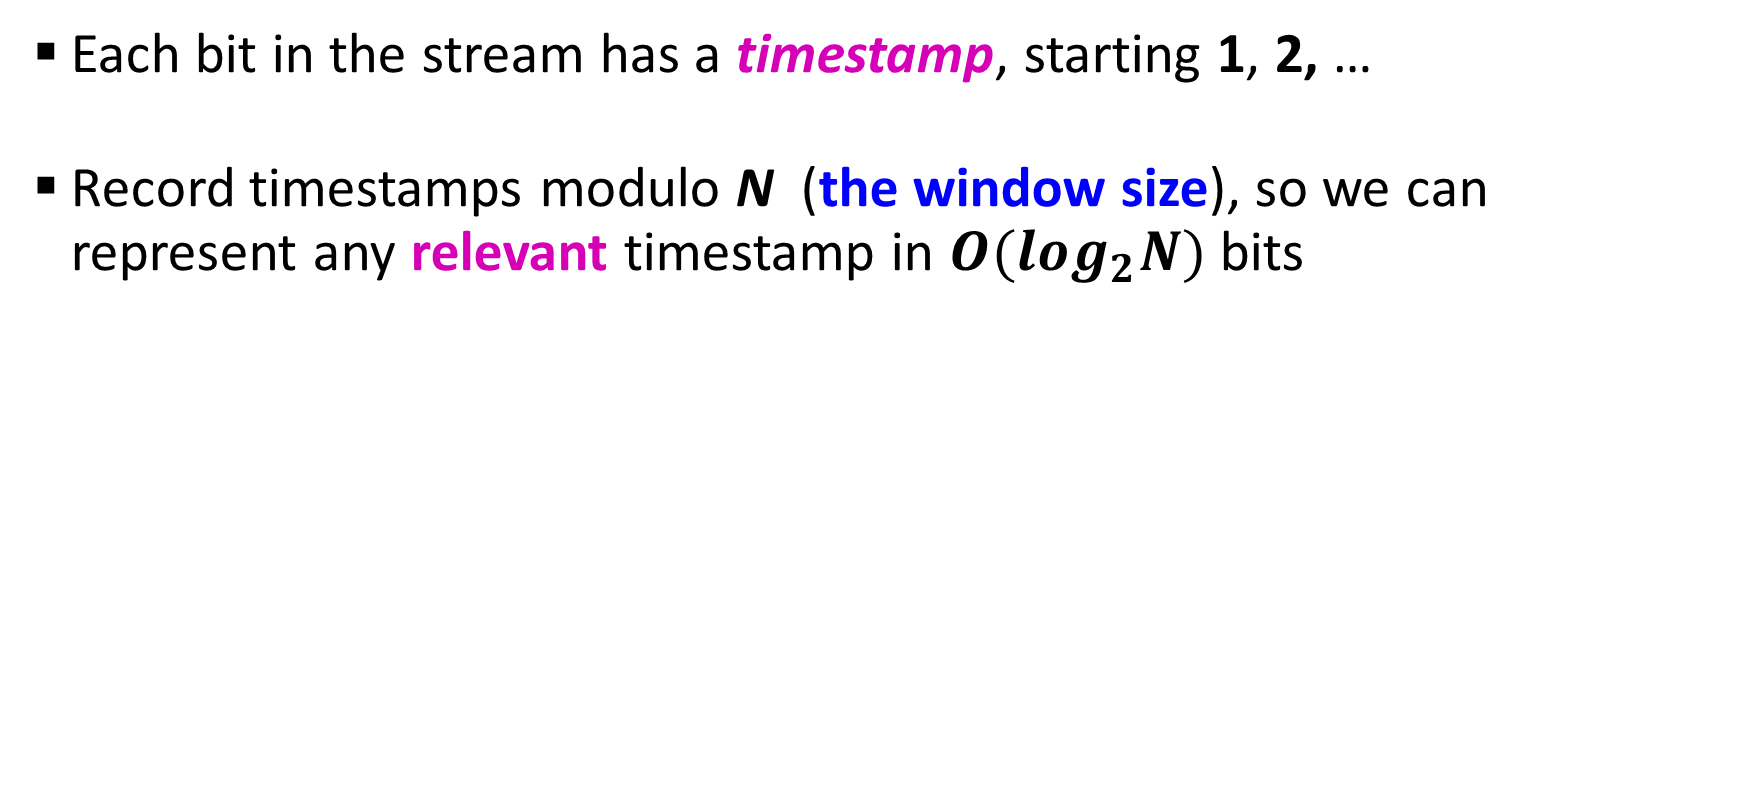 ▪ Each bit in the stream has a timestamp, starting 1, 2, ...
▪ Record timestamps modulo N (the window size), so we can
represent any relevant timestamp in O(log₂N) bits